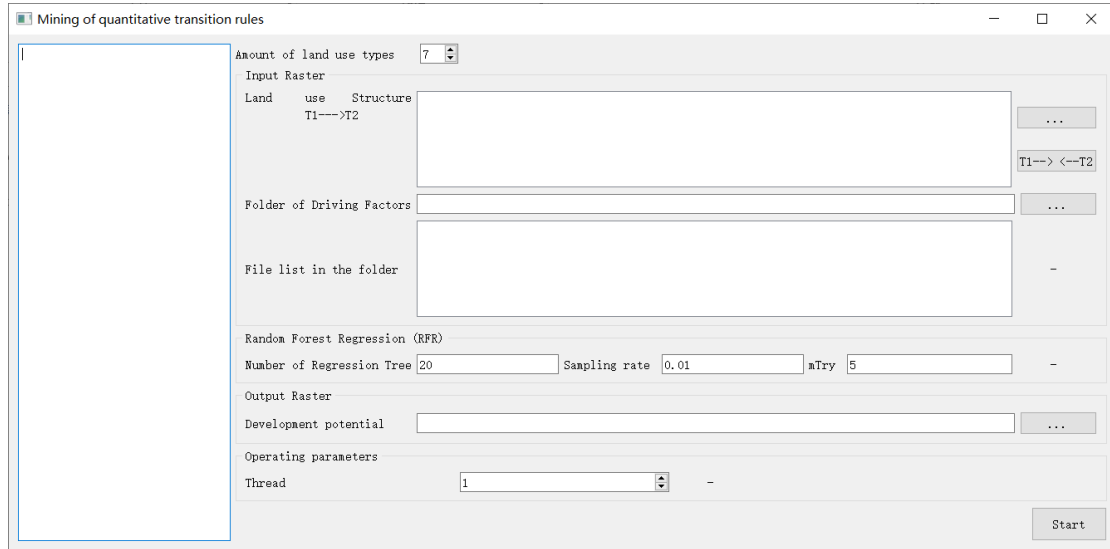 Mining of quantitative transition rules
Amount of land use types 7
Input Raster
Land use Structure
T1--->T2
...
T1--> <--T2
Folder of Driving Factors ...
File list in the folder -
Random Forest Regression (RFR)
Number of Regression Tree 20 Sampling rate 0.01 mTry 5 -
Output Raster
Development potential ...
Operating parameters
Thread 1 -
Start